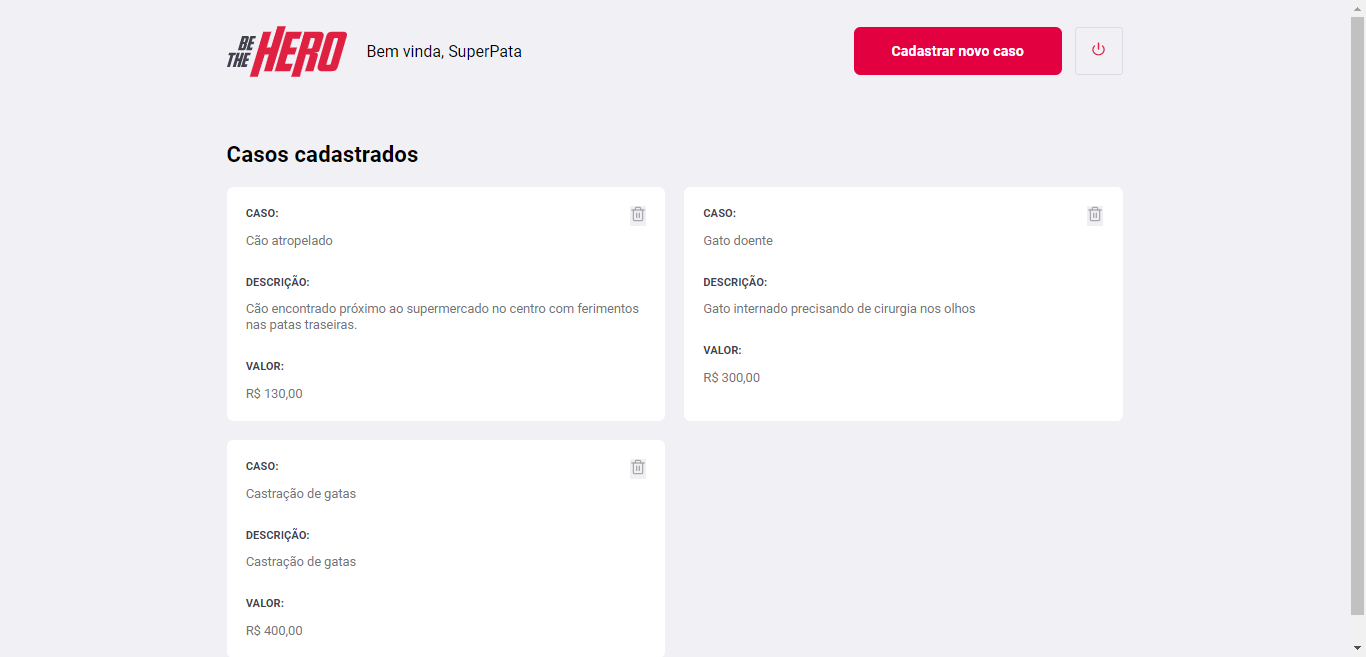 BE THE HERO
Bem vinda, SuperPata
Cadastrar novo caso
Casos cadastrados
CASO:
Cão atropelado
DESCRIÇÃO:
Cão encontrado próximo ao supermercado no centro com ferimentos
nas patas traseiras.
VALOR:
R$ 130,00
CASO:
Gato doente
DESCRIÇÃO:
Gato internado precisando de cirurgia nos olhos
VALOR:
R$ 300,00
CASO:
Castração de gatas
DESCRIÇÃO:
Castração de gatas
VALOR:
R$ 400,00